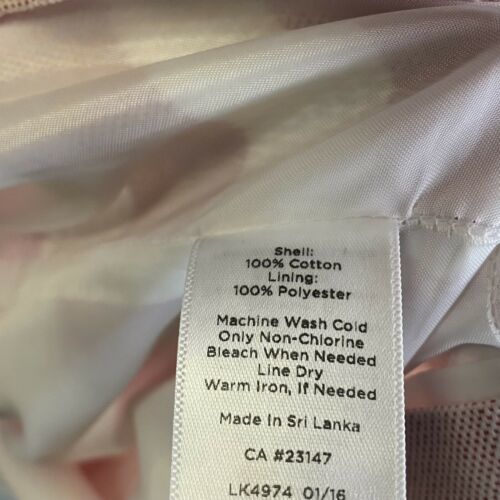 Shell:
100% Cotton
Lining:
100% Polyester
Machine Wash Cold
Only Non-Chlorine
Bleach When Needed
Line Dry
Warm Iron, If Needed
Made In Sri Lanka
CA #23147
LK4974 01/16